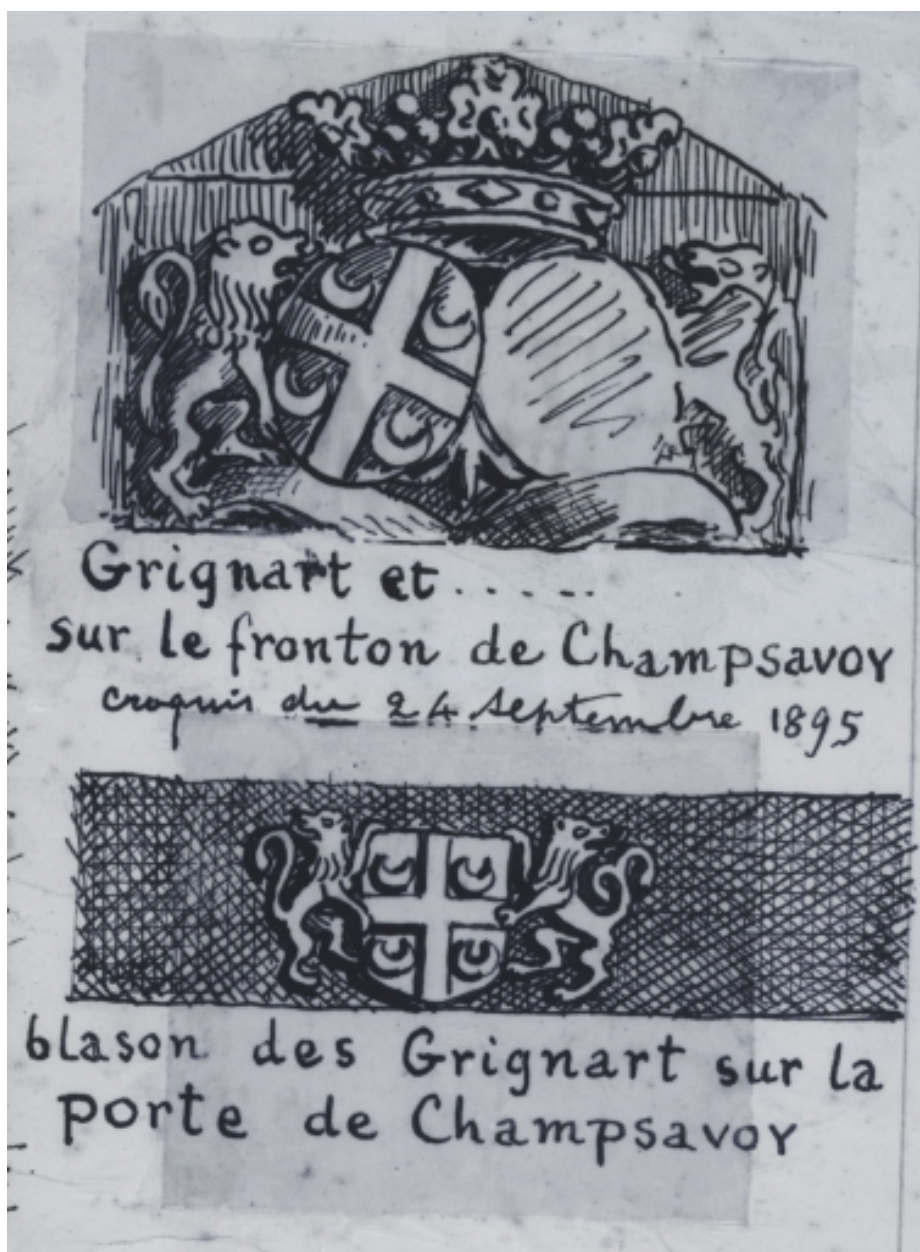 Grignart et . . . . . .
sur le fronton de Champsavoy
croquis du 24 septembre 1895
blason des Grignart sur la
porte de Champsavoy